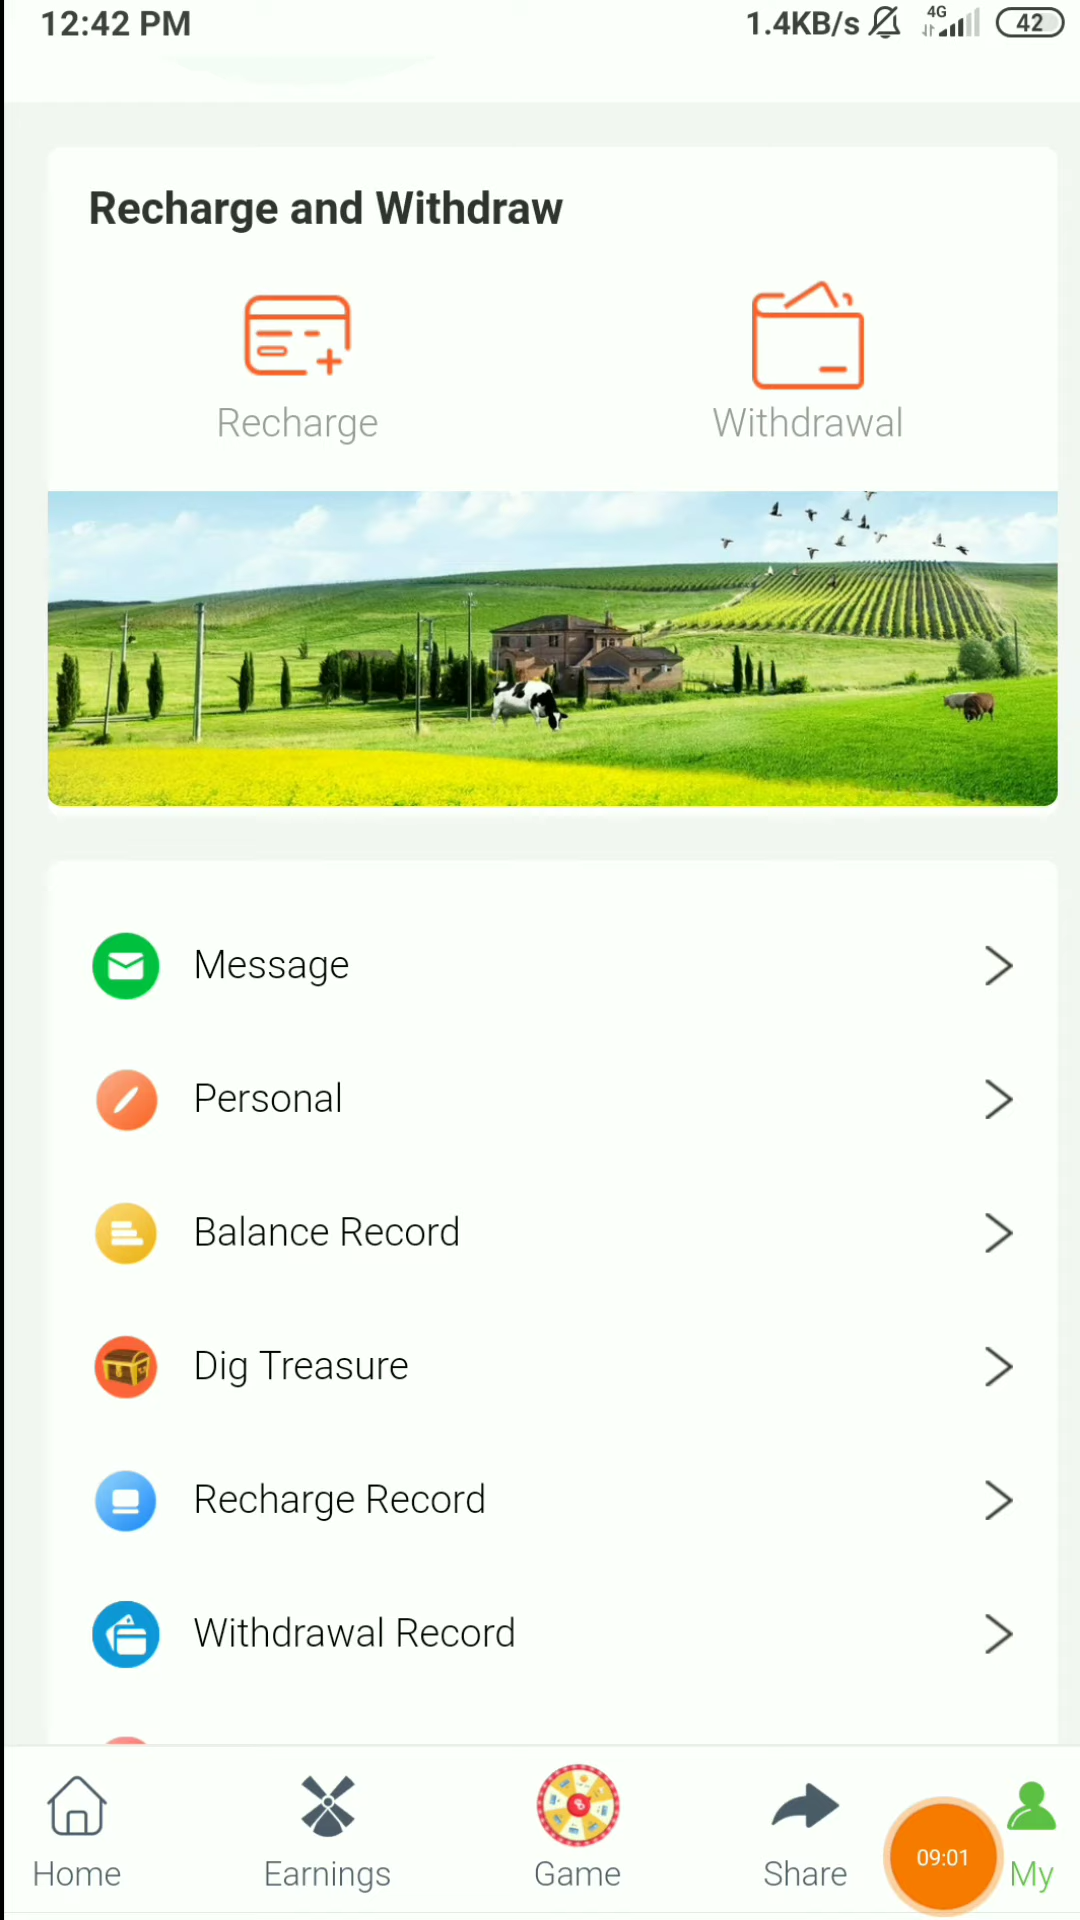 12:42 PM
1.4KB/s 4G 42
Recharge and Withdraw
Recharge
Withdrawal
Message
Personal
Balance Record
Dig Treasure
Recharge Record
Withdrawal Record
Home
Earnings
Game
Share
09:01
My